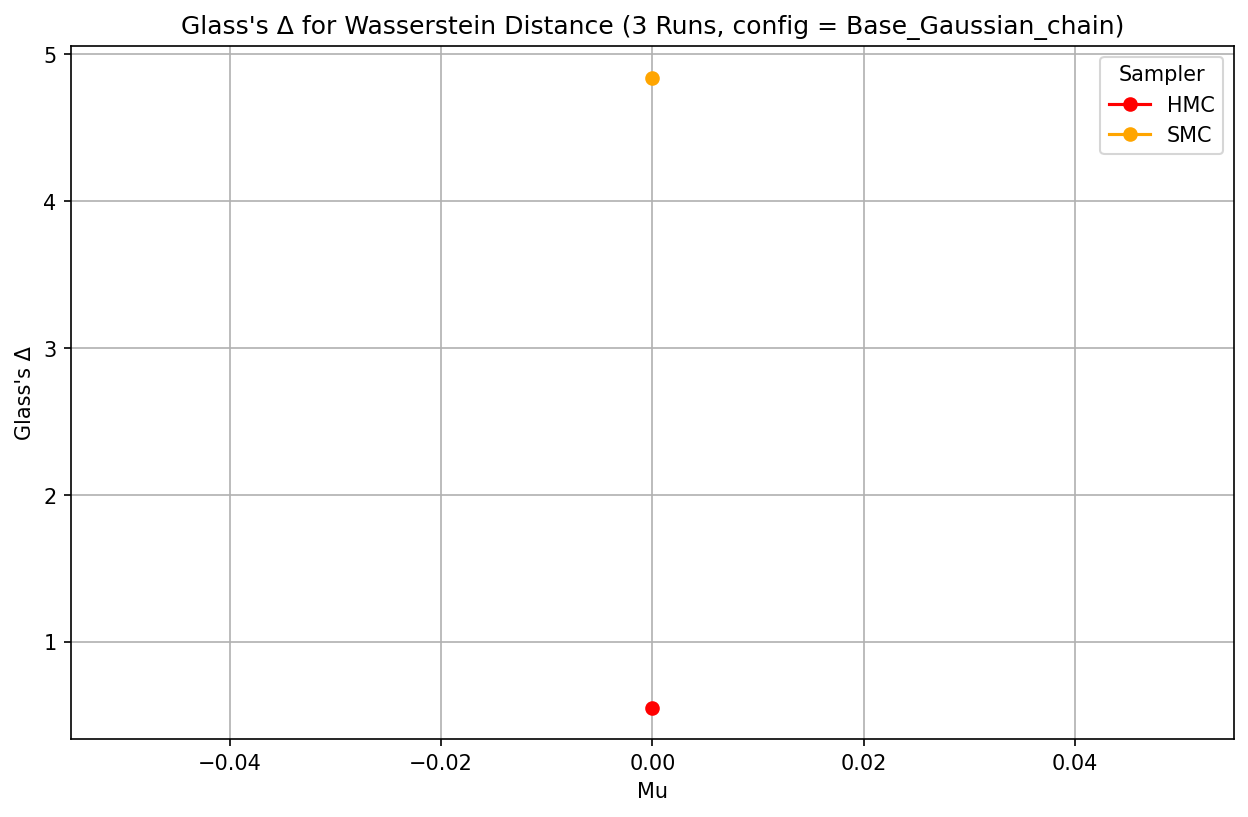 Glass's Δ for Wasserstein Distance (3 Runs, config = Base_Gaussian_chain)
Sampler
HMC
SMC
Glass's Δ
5
4
3
2
1
−0.04
−0.02
0.00
0.02
0.04
Mu